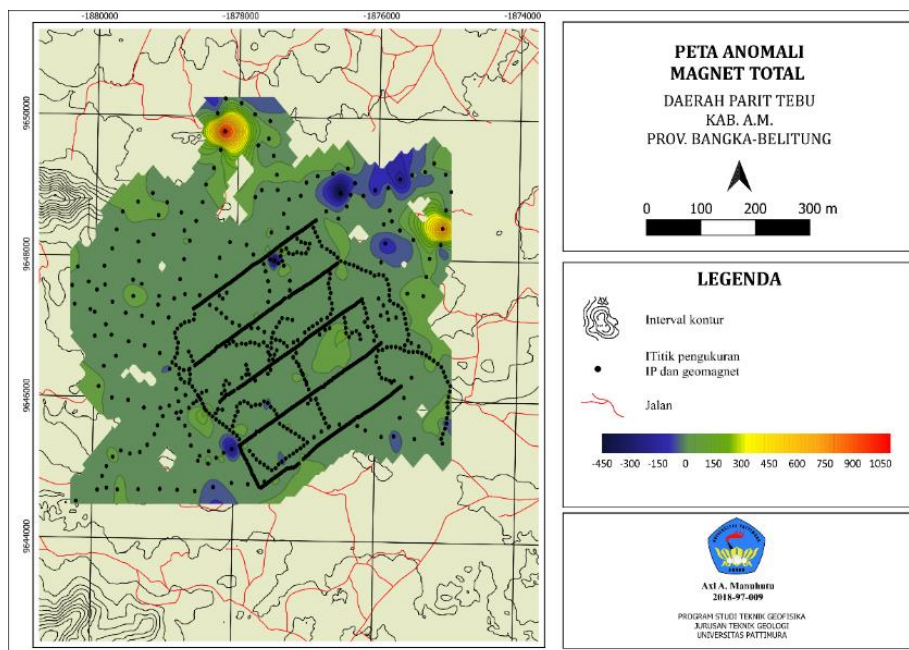 -1880000
-1878000
-1876000
-1874000
9650000
9648000
9646000
9644000
PETA ANOMALI
MAGNET TOTAL
DAERAH PARIT TEBU
KAB. A.M.
PROV. BANGKA-BELITUNG
0 100 200 300 m
LEGENDA
Interval kontur
ITitik pengukuran
IP dan geomagnet
Jalan
-450 -300 -150 0 150 300 450 600 750 900 1050
Axl A. Manuhutu
2018-97-009
PROGRAM STUDI TEKNIK GEOFISIKA
JURUSAN TEKNIK GEOLOGI
UNIVERSITAS PATTIMURA